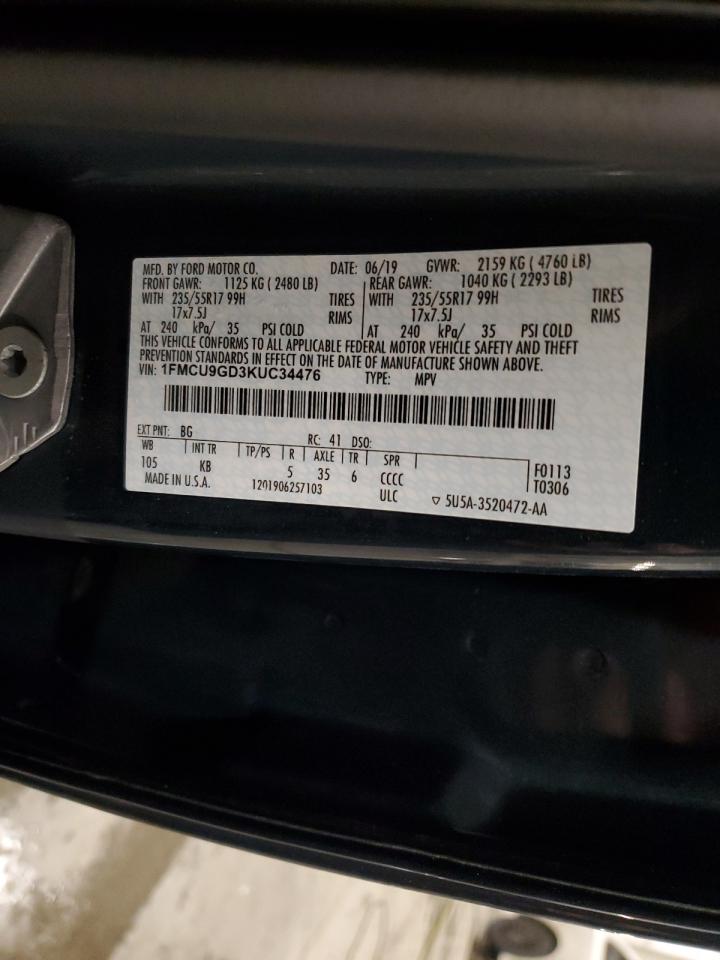 MFD. BY FORD MOTOR CO. DATE: 06/19 GVWR: 2159 KG ( 4760 LB)
FRONT GAWR: 1125 KG ( 2480 LB) REAR GAWR: 1040 KG ( 2293 LB)
WITH 235/55R17 99H TIRES WITH 235/55R17 99H TIRES
17x7.5J RIMS 17x7.5J RIMS
AT 240 kPa/ 35 PSI COLD AT 240 kPa/ 35 PSI COLD
THIS VEHICLE CONFORMS TO ALL APPLICABLE FEDERAL MOTOR VEHICLE SAFETY AND THEFT
PREVENTION STANDARDS IN EFFECT ON THE DATE OF MANUFACTURE SHOWN ABOVE.
VIN: 1FMCU9GD3KUC34476 TYPE: MPV
EXT PNT: BG RC: 41 DSO:
WB INT TR TP/PS R AXLE TR SPR F0113
105 KB 5 35 6 CCCC T0306
MADE IN U.S.A. 1201906257103 ULC ▽ 5U5A-3520472-AA